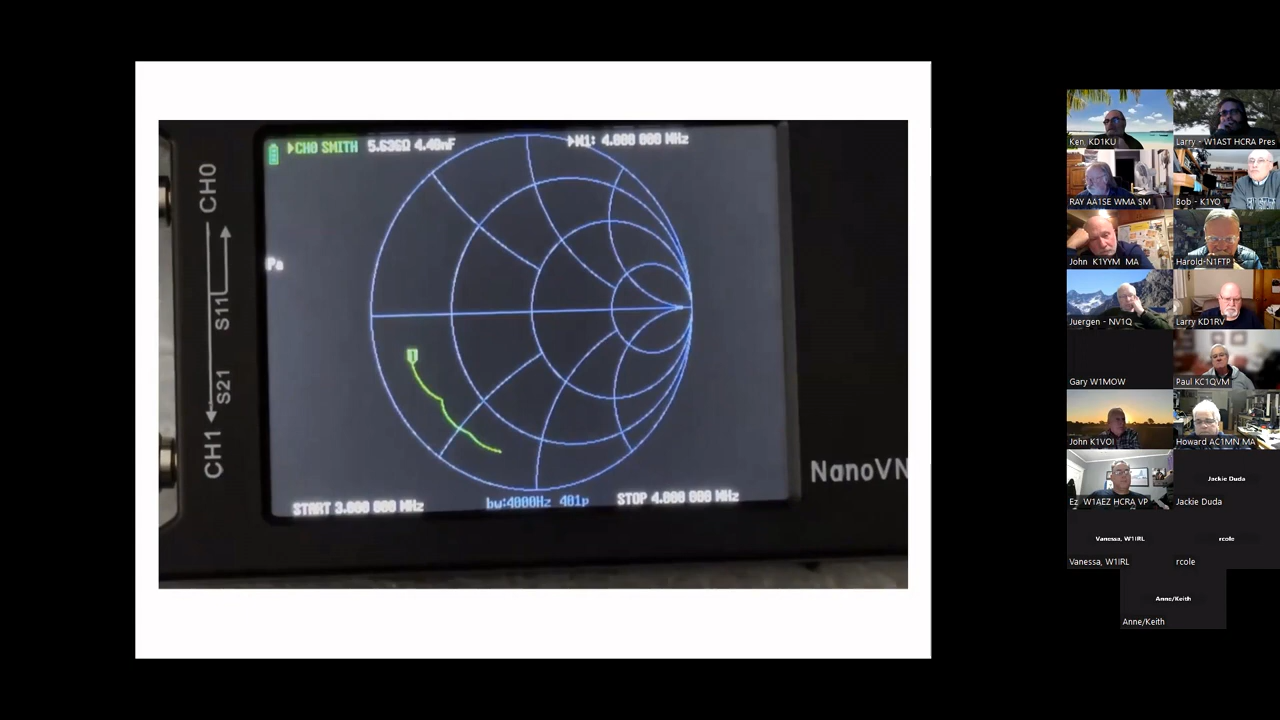 ▶CH0 SMITH 5.636Ω 4.40nF
▶M1: 4.000 000 MHz
CH0
S11
S21
CH1
Pa
1
NanoVN
START 3.000 000 MHz
bw:4000Hz 401p
STOP 4.000 000 MHz
Ken KD1KU
Larry - W1AST HCRA Pres
RAY AA1SE WMA SM
Bob - K1YO
John K1YYM MA
Harold-N1FTP
Juergen - NV1Q
Larry KD1RV
Gary W1MOW
Paul KC1QVM
John K1VOI
Howard AC1MN MA
Ez W1AEZ HCRA VP
Jackie Duda
Jackie Duda
Vanessa, W1IRL
rcole
Vanessa, W1IRL
rcole
Anne/Keith
Anne/Keith